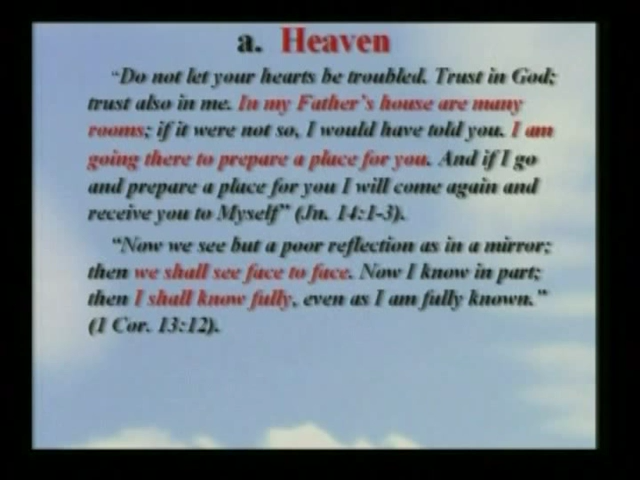 a. Heaven
“Do not let your hearts be troubled. Trust in God;
trust also in me. In my Father’s house are many
rooms; if it were not so, I would have told you. I am
going there to prepare a place for you. And if I go
and prepare a place for you I will come again and
receive you to Myself” (Jn. 14:1-3).
“Now we see but a poor reflection as in a mirror;
then we shall see face to face. Now I know in part;
then I shall know fully, even as I am fully known.”
(1 Cor. 13:12).